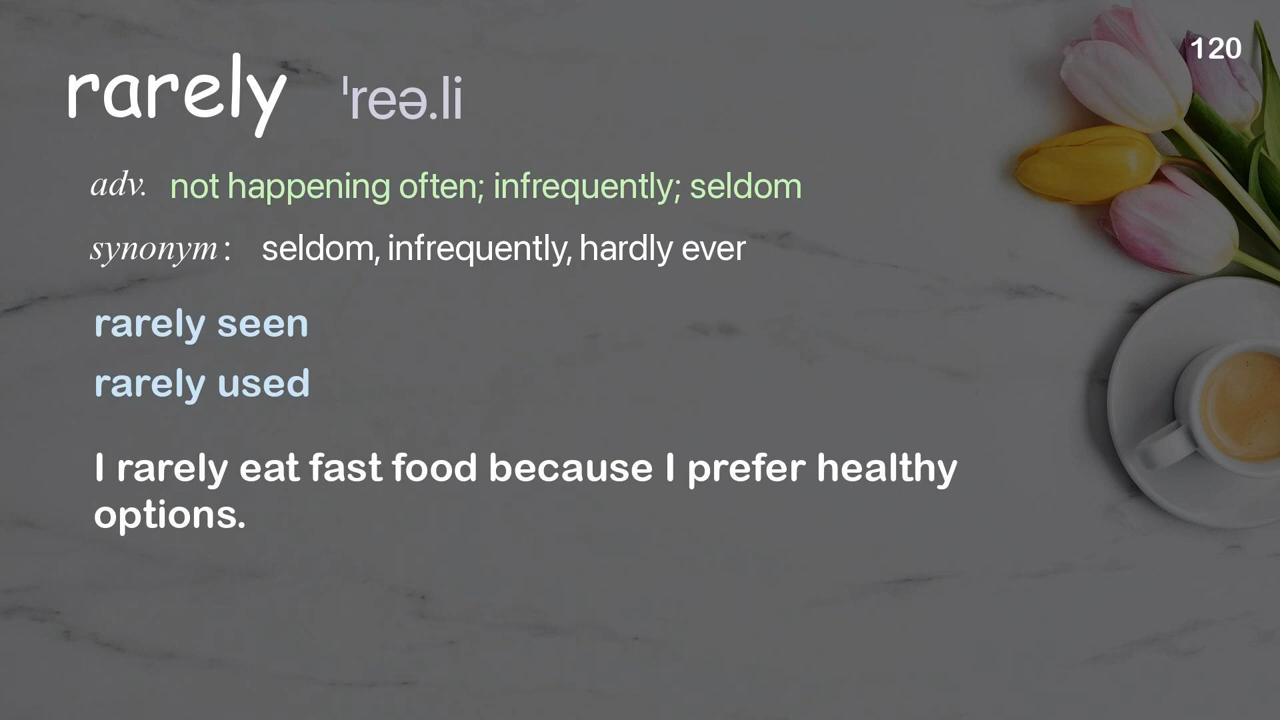 120
rarely ˈreə.li
adv. not happening often; infrequently; seldom
synonym: seldom, infrequently, hardly ever
rarely seen
rarely used
I rarely eat fast food because I prefer healthy
options.